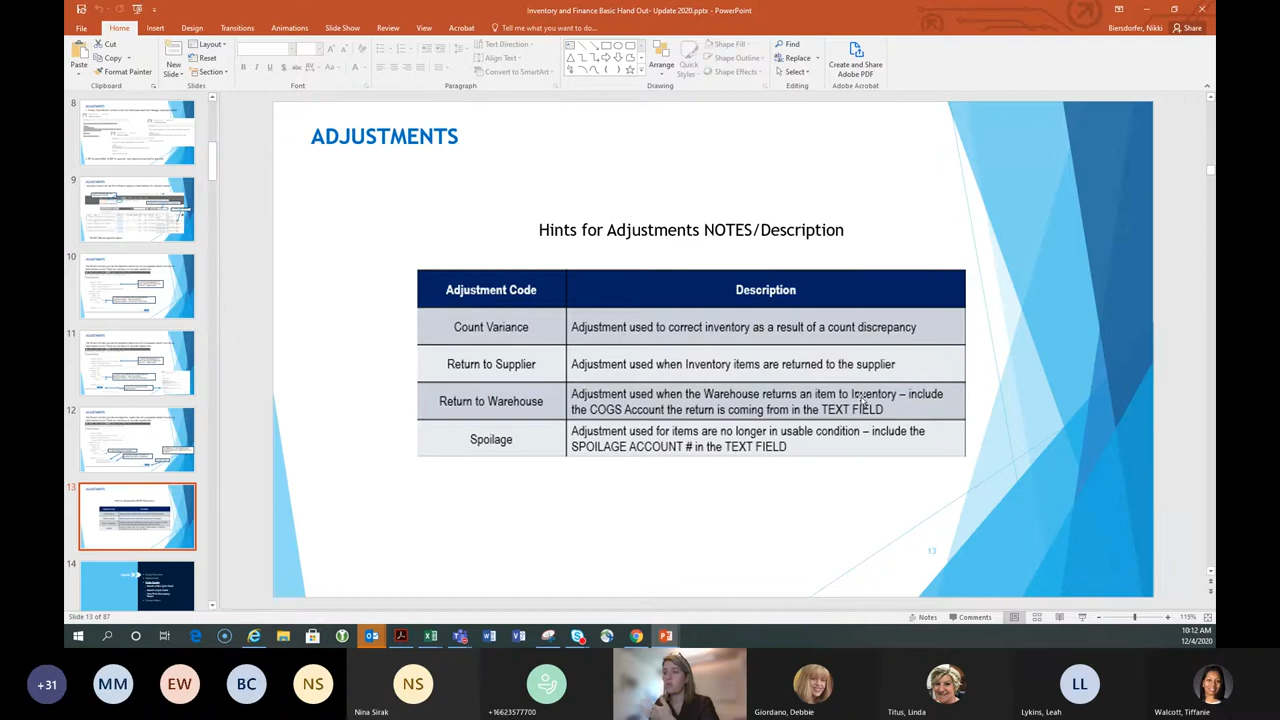 Inventory and Finance Basic Hand Out- Update 2020.pptx - PowerPoint
File Home Insert Design Transitions Animations Slide Show Review View Acrobat Tell me what you want to do... Biersdorfer, Nikki Share
Paste
Cut
Copy
Format Painter
Clipboard
New
Slide
Layout
Reset
Section
Slides
Font
Text Direction
Align Text
Convert to SmartArt
Paragraph
Arrange
Quick
Styles
Shape Fill
Shape Outline
Shape Effects
Drawing
Find
Replace
Select
Editing
Create and Share
Adobe PDF
Adobe Acrobat
8
ADJUSTMENTS
9
10
11
12
13
14
ADJUSTMENTS
Hints for Adjustments NOTES/Description
Adjustment Code Description
Count Variance Adjustment used to correct inventory as a result of a count discrepancy
Return to Supplier Adjustment used when Inventory items are returned to the supplier
Return to Warehouse Adjustment used when the Warehouse returns an item to Inventory – include
the COGS Account the return is coming from in the TEXT FIELD
Spoilage Adjustment used for items are no longer in use condition – include the
SPOILAGE ACCOUNT # in the TEXT FIELD
13
Slide 13 of 87 Notes Comments 115%
10:12 AM
12/4/2020
+31 MM EW BC NS NS LL
Nina Sirak +16623577700 Giordano, Debbie Titus, Linda Lykins, Leah Walcott, Tiffanie